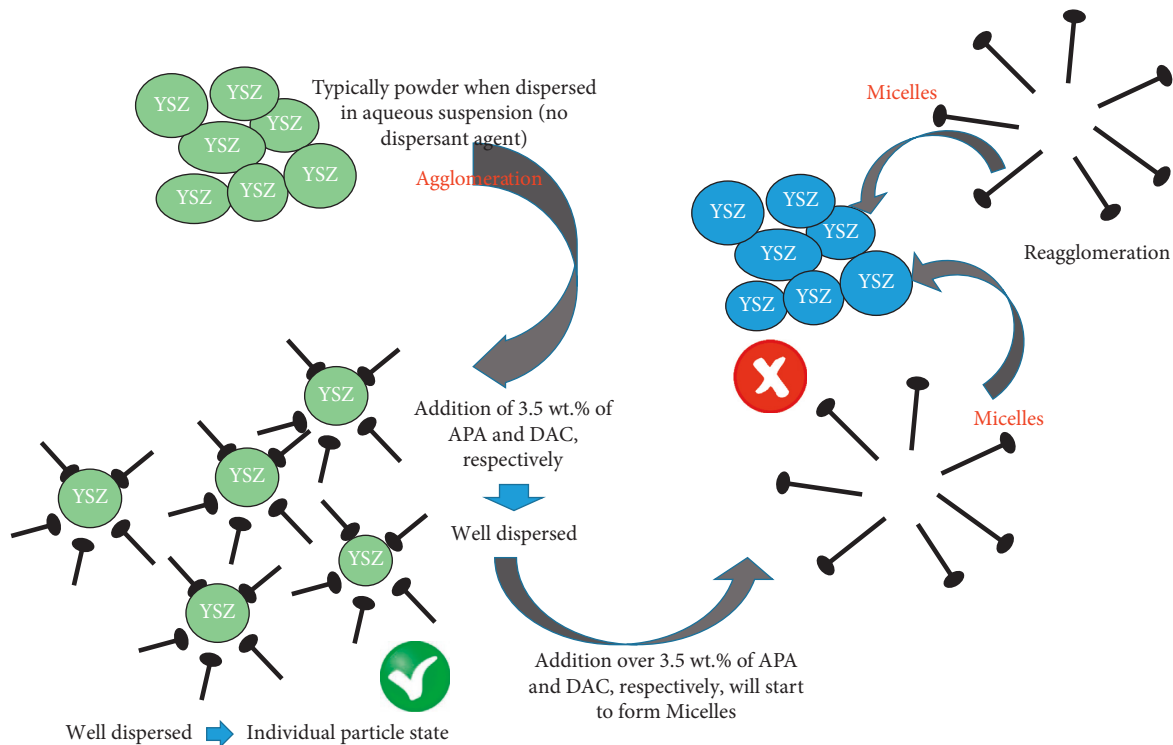 YSZ
YSZ
YSZ
YSZ
YSZ
YSZ
YSZ
YSZ
Typically powder when dispersed
in aqueous suspension (no
dispersant agent)
Agglomeration
Addition of 3.5 wt.% of
APA and DAC,
respectively
Well dispersed
YSZ
YSZ
YSZ
YSZ
YSZ
Well dispersed
Individual particle state
Addition over 3.5 wt.% of APA
and DAC, respectively, will start
to form Micelles
Micelles
YSZ
YSZ
YSZ
YSZ
YSZ
YSZ
YSZ
Reagglomeration
Micelles